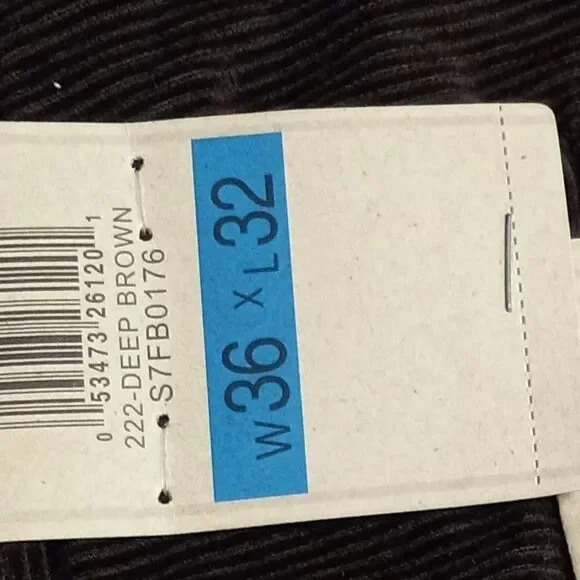 0 53473 26120 1
222-DEEP BROWN
S7FB0176
W36 X L32